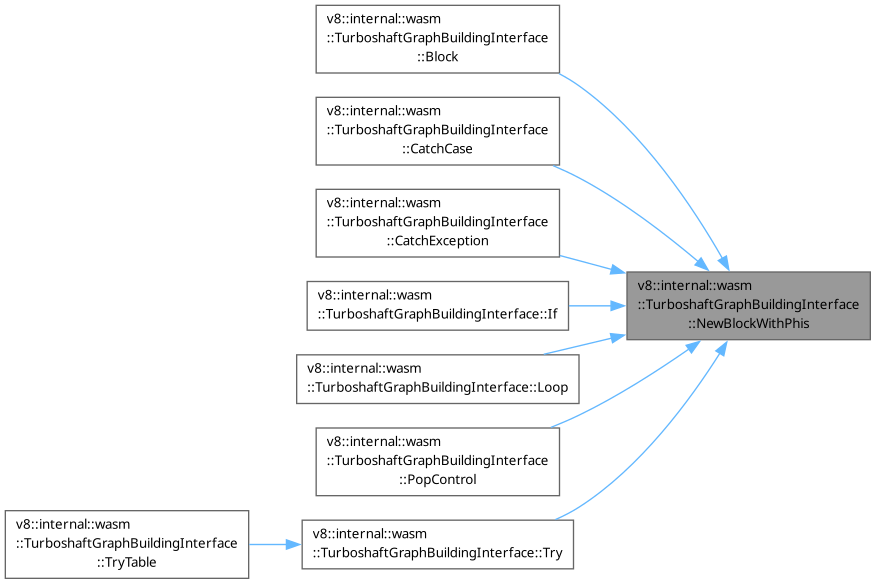 v8::internal::wasm
::TurboshaftGraphBuildingInterface
::Block
v8::internal::wasm
::TurboshaftGraphBuildingInterface
::CatchCase
v8::internal::wasm
::TurboshaftGraphBuildingInterface
::CatchException
v8::internal::wasm
::TurboshaftGraphBuildingInterface::If
v8::internal::wasm
::TurboshaftGraphBuildingInterface::Loop
v8::internal::wasm
::TurboshaftGraphBuildingInterface
::PopControl
v8::internal::wasm
::TurboshaftGraphBuildingInterface::Try
v8::internal::wasm
::TurboshaftGraphBuildingInterface
::TryTable
v8::internal::wasm
::TurboshaftGraphBuildingInterface
::NewBlockWithPhis